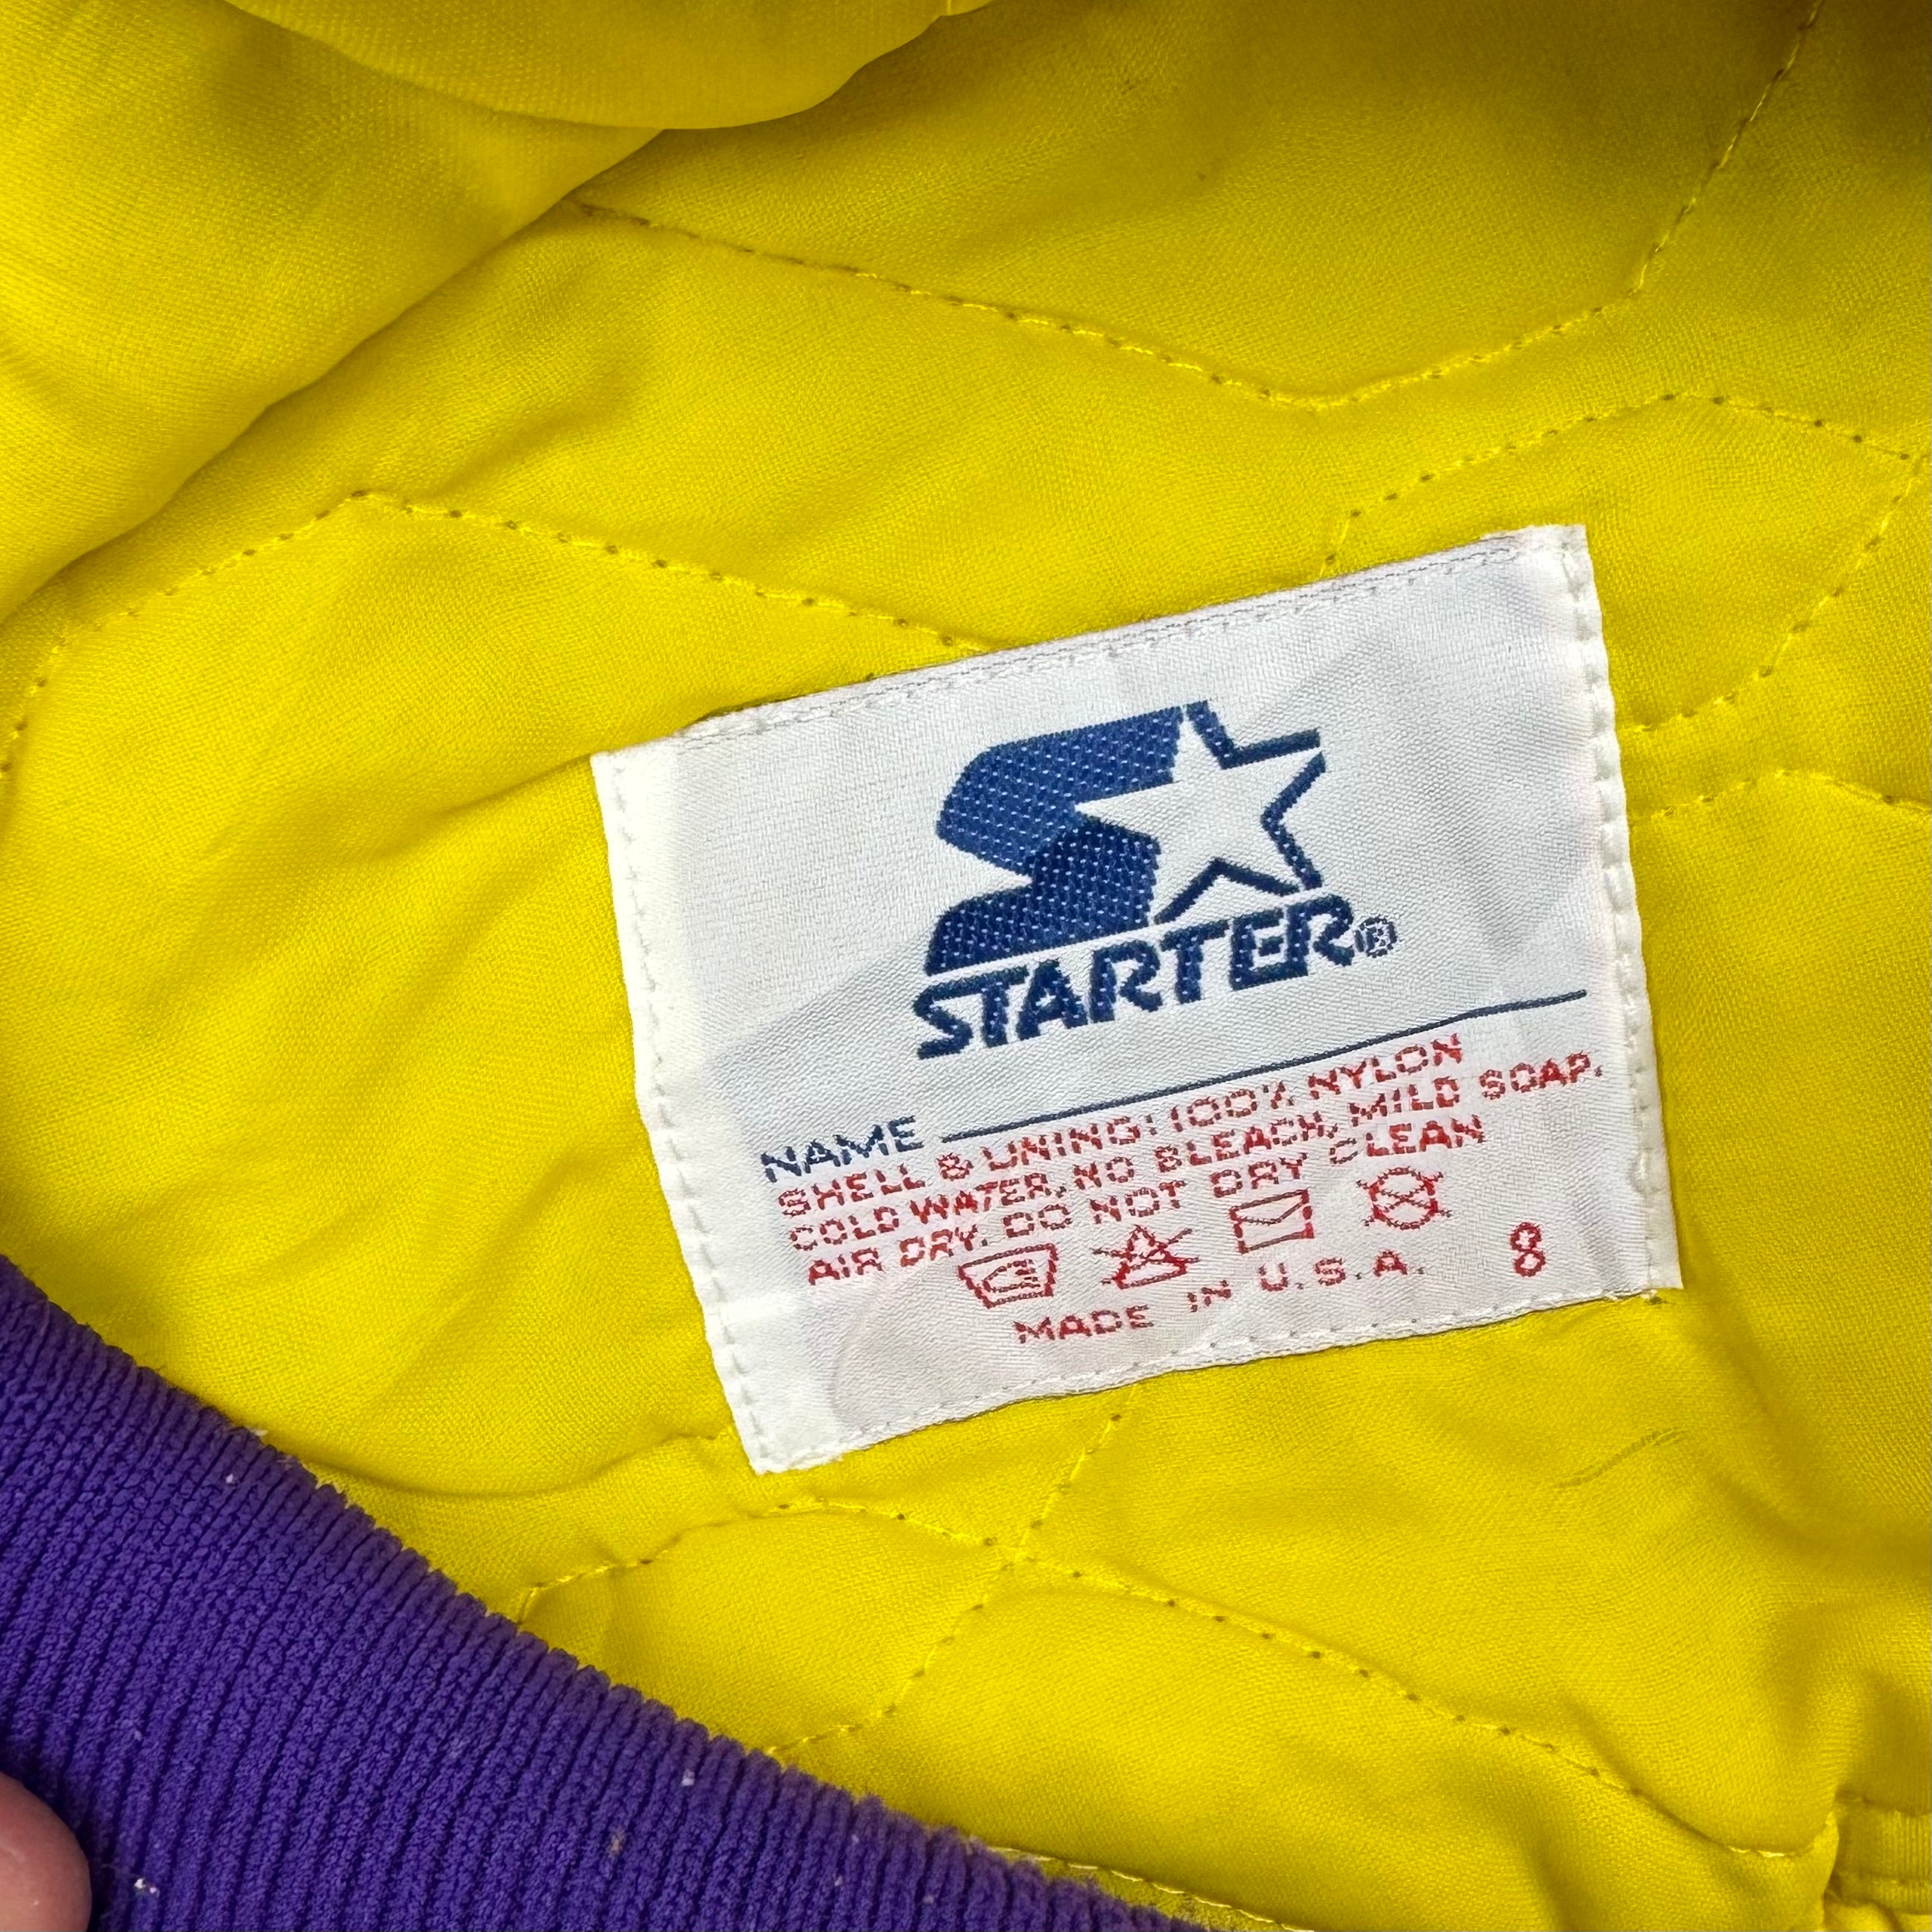 STARTER®
NAME
SHELL & LINING: 100% NYLON
COLD WATER, NO BLEACH, MILD SOAP.
AIR DRY. DO NOT DRY CLEAN
MADE IN U.S.A. 8